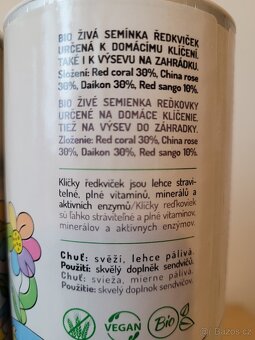 BIO ŽIVÁ SEMÍNKA ŘEDKVIČEK
URČENÁ K DOMÁCÍMU KLÍČENÍ,
TAKÉ I K VÝSEVU NA ZAHRÁDKU.
Složení: Red coral 30%, China rose
30%, Daikon 30%, Red sango 10%.
BIO ŽIVÉ SEMIENKA REĎKOVKY
URČENÉ NA DOMÁCE KLÍČENIE,
TIEŽ NA VÝSEV DO ZÁHRADKY.
Zloženie: Red coral 30%, China rose
30%, Daikon 30%, Red sango 10%.
Klíčky ředkviček jsou lehce stravi-
telné, plné vitamínů, minerálů a
aktivních enzymů/Klíčky reďkoviek
sú ľahko stráviteľné a plné vitamínov,
minerálov a aktívnych enzymov.
Chuť: svěží, lehce pálivá.
Použití: skvělý doplněk sendvičů.
Chuť: svieža, mierne pálivá.
Použitie: skvelý doplnok sendvičov.
VEGAN
Bio
Bazos.cz